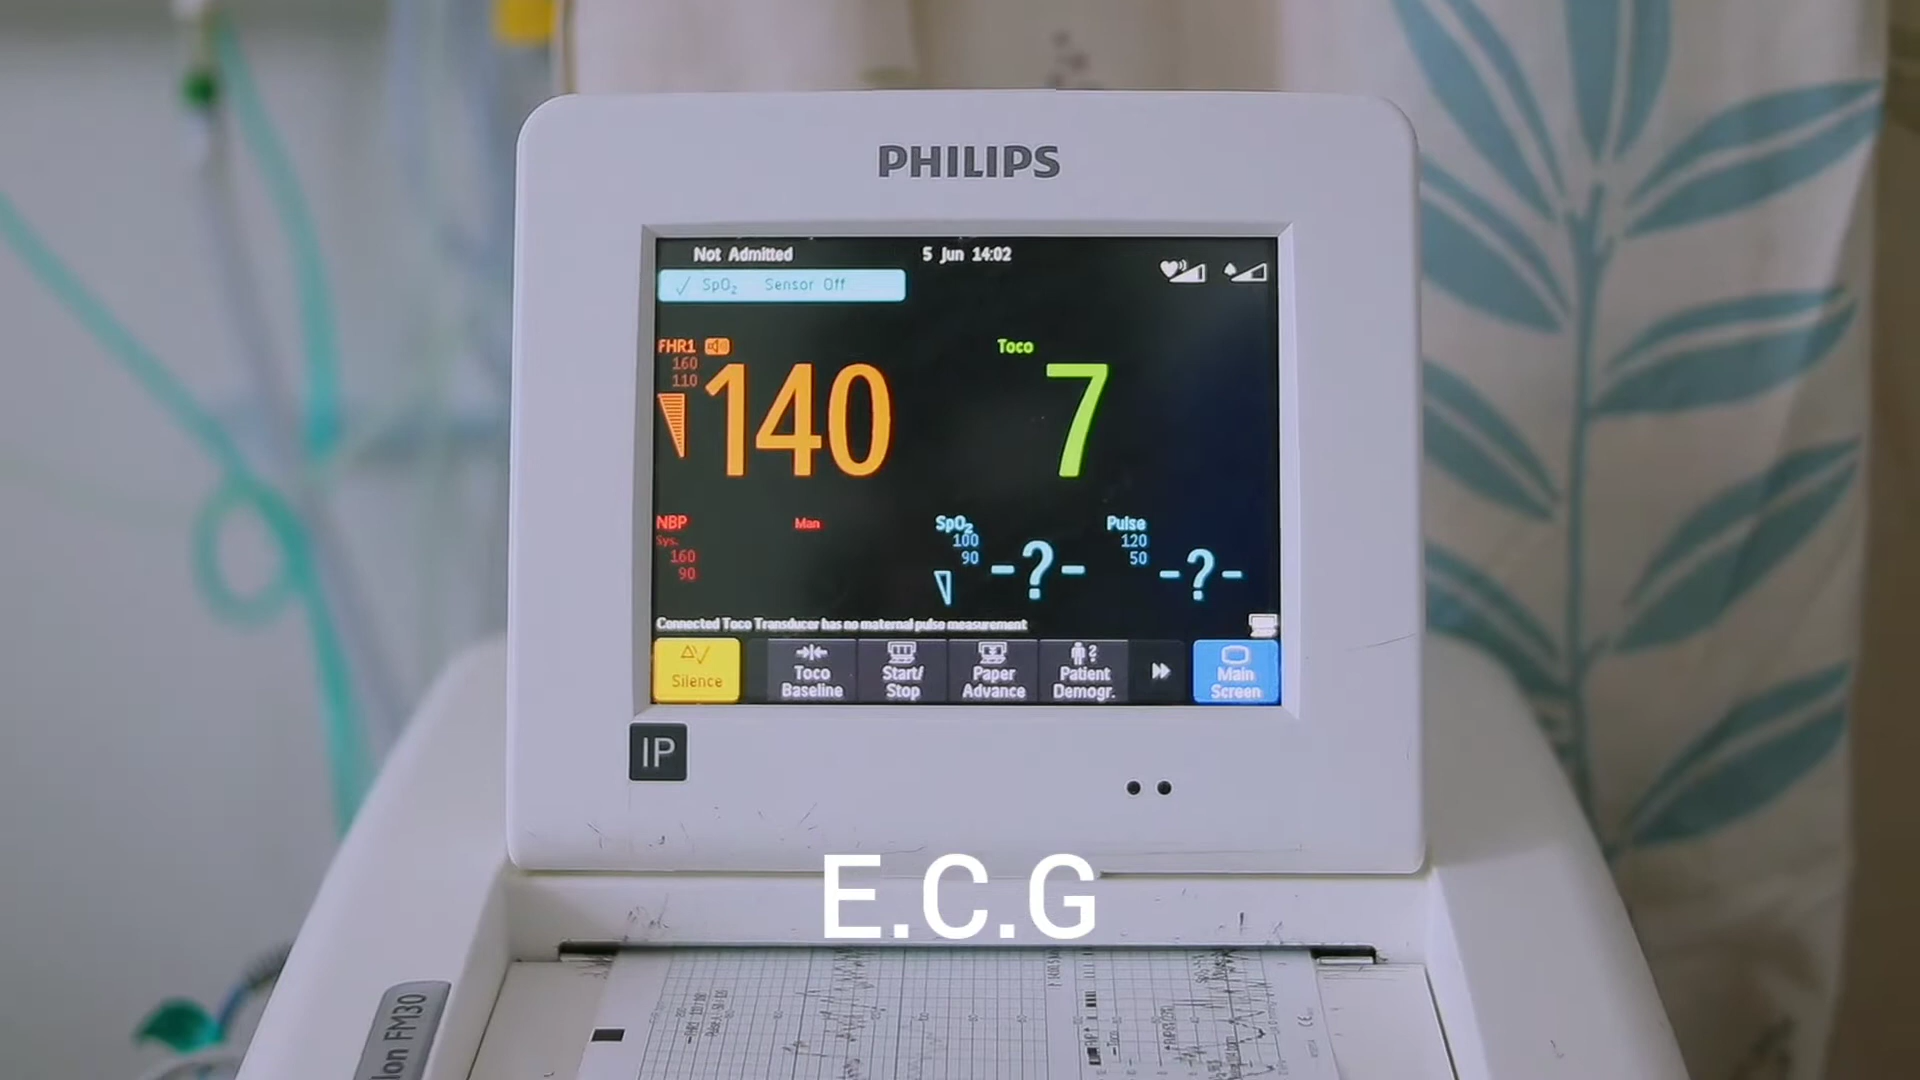 PHILIPS
Not Admitted
5 Jun 14:02
SpO₂ Sensor Off
FHR1
160
110
140
Toco
7
NBP
Man
Sys.
160
90
SpO₂
100
90
-?-
Pulse
120
50
-?-
Connected Toco Transducer has no maternal pulse measurement
Silence
Toco
Baseline
Start/
Stop
Paper
Advance
Patient
Demogr.
Main
Screen
IP
E.C.G
lon FM30